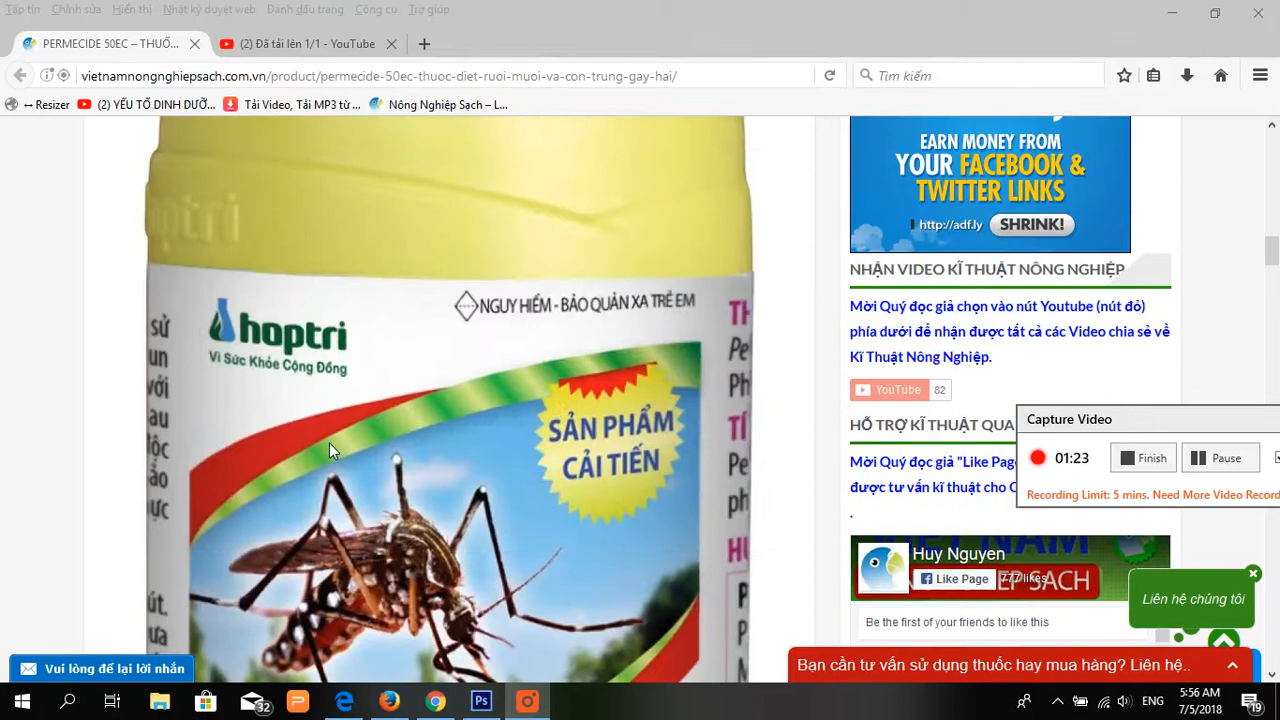 Tập tin Chỉnh sửa Hiển thị Nhật ký duyệt web Đánh dấu trang Công cụ Trợ giúp
PERMECIDE 50EC – THUỐ...
(2) Đã tải lên 1/1 - YouTube
vietnamnongnghiepsach.com.vn/product/permecide-50ec-thuoc-diet-ruoi-muoi-va-con-trung-gay-hai/
Tìm kiếm
↔ Resizer
(2) YẾU TỐ DINH DƯỠ...
Tải Video, Tải MP3 từ ...
Nông Nghiệp Sạch – L...
hoptri
NGUY HIỂM - BẢO QUẢN XA TRẺ EM
hoptri
Vì Sức Khỏe Cộng Đồng
SẢN PHẨM
CẢI TIẾN
EARN MONEY FROM
YOUR FACEBOOK &
TWITTER LINKS
http://adf.ly SHRINK!
NHẬN VIDEO KĨ THUẬT NÔNG NGHIỆP
Mời Quý đọc giả chọn vào nút Youtube (nút đỏ)
phía dưới để nhận được tất cả các Video chia sẻ về
Kĩ Thuật Nông Nghiệp.
YouTube 82
HỖ TRỢ KĨ THUẬT QUA
Mời Quý đọc giả "Like Page
được tư vấn kĩ thuật cho
.
Capture Video
01:23 Finish Pause
Recording Limit: 5 mins. Need More Video Record
Huy Nguyen
Like Page 777 likes
Be the first of your friends to like this
Liên hệ chúng tôi
Vui lòng để lại lời nhắn
Bạn cần tư vấn sử dụng thuốc hay mua hàng? Liên hệ..
32
ENG
5:56 AM
7/5/2018
19